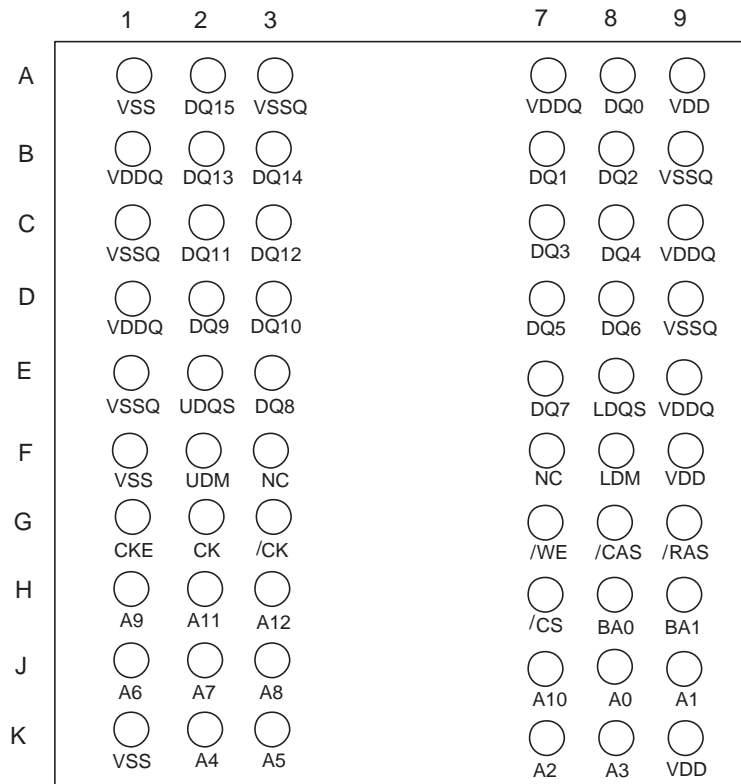 1 2 3 7 8 9
A
VSS DQ15 VSSQ VDDQ DQ0 VDD
B
VDDQ DQ13 DQ14 DQ1 DQ2 VSSQ
C
VSSQ DQ11 DQ12 DQ3 DQ4 VDDQ
D
VDDQ DQ9 DQ10 DQ5 DQ6 VSSQ
E
VSSQ UDQS DQ8 DQ7 LDQS VDDQ
F
VSS UDM NC NC LDM VDD
G
CKE CK /CK /WE /CAS /RAS
H
A9 A11 A12 /CS BA0 BA1
J
A6 A7 A8 A10 A0 A1
K
VSS A4 A5 A2 A3 VDD